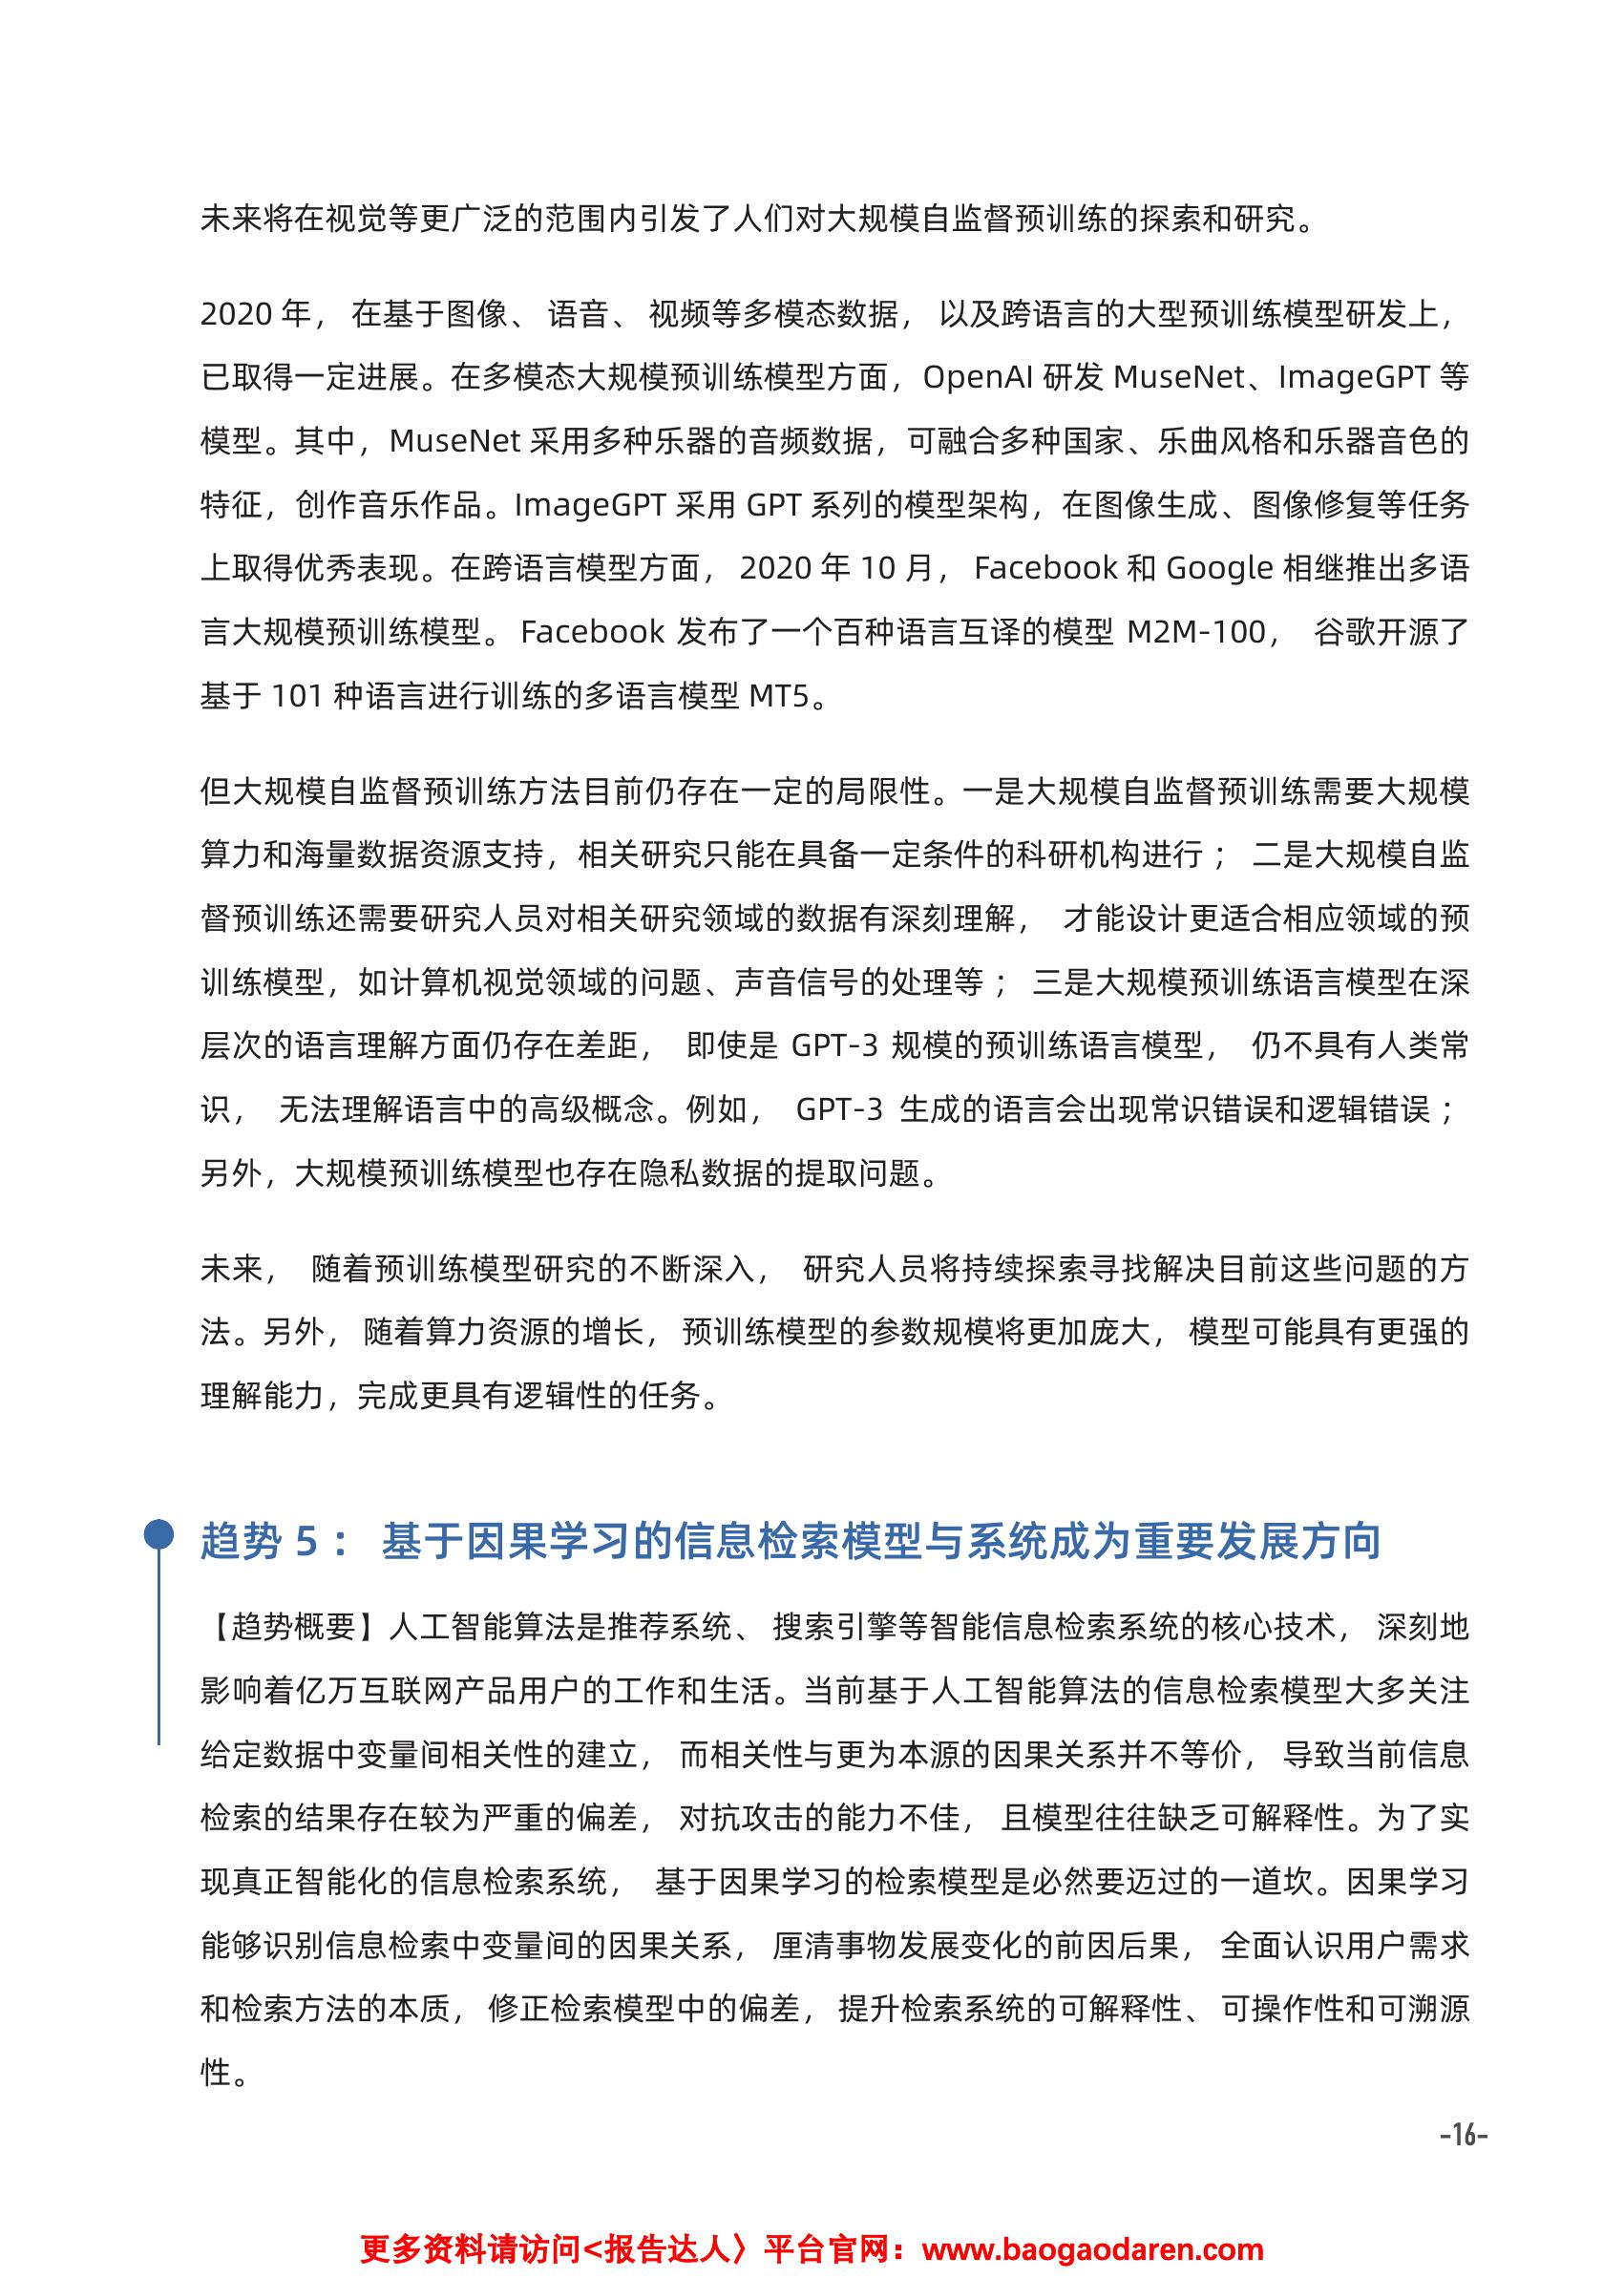 未来将在视觉等更广泛的范围内引发了人们对大规模自监督预训练的探索和研究。
2020 年， 在基于图像、 语音、 视频等多模态数据， 以及跨语言的大型预训练模型研发上，
已取得一定进展。在多模态大规模预训练模型方面，OpenAI 研发 MuseNet、ImageGPT 等
模型。其中，MuseNet 采用多种乐器的音频数据，可融合多种国家、乐曲风格和乐器音色的
特征，创作音乐作品。ImageGPT 采用 GPT 系列的模型架构，在图像生成、图像修复等任务
上取得优秀表现。在跨语言模型方面， 2020 年 10 月， Facebook 和 Google 相继推出多语
言大规模预训练模型。Facebook 发布了一个百种语言互译的模型 M2M-100， 谷歌开源了
基于 101 种语言进行训练的多语言模型 MT5。
但大规模自监督预训练方法目前仍存在一定的局限性。一是大规模自监督预训练需要大规模
算力和海量数据资源支持，相关研究只能在具备一定条件的科研机构进行； 二是大规模自监
督预训练还需要研究人员对相关研究领域的数据有深刻理解， 才能设计更适合相应领域的预
训练模型，如计算机视觉领域的问题、声音信号的处理等； 三是大规模预训练语言模型在深
层次的语言理解方面仍存在差距， 即使是 GPT-3 规模的预训练语言模型， 仍不具有人类常
识， 无法理解语言中的高级概念。例如， GPT-3 生成的语言会出现常识错误和逻辑错误；
另外，大规模预训练模型也存在隐私数据的提取问题。
未来， 随着预训练模型研究的不断深入， 研究人员将持续探索寻找解决目前这些问题的方
法。另外， 随着算力资源的增长， 预训练模型的参数规模将更加庞大， 模型可能具有更强的
理解能力，完成更具有逻辑性的任务。
趋势 5： 基于因果学习的信息检索模型与系统成为重要发展方向
【趋势概要】人工智能算法是推荐系统、 搜索引擎等智能信息检索系统的核心技术， 深刻地
影响着亿万互联网产品用户的工作和生活。当前基于人工智能算法的信息检索模型大多关注
给定数据中变量间相关性的建立， 而相关性与更为本源的因果关系并不等价， 导致当前信息
检索的结果存在较为严重的偏差， 对抗攻击的能力不佳， 且模型往往缺乏可解释性。为了实
现真正智能化的信息检索系统， 基于因果学习的检索模型是必然要迈过的一道坎。因果学习
能够识别信息检索中变量间的因果关系， 厘清事物发展变化的前因后果， 全面认识用户需求
和检索方法的本质， 修正检索模型中的偏差， 提升检索系统的可解释性、 可操作性和可溯源
性。
-16-
更多资料请访问<报告达人〉平台官网：www.baogaodaren.com